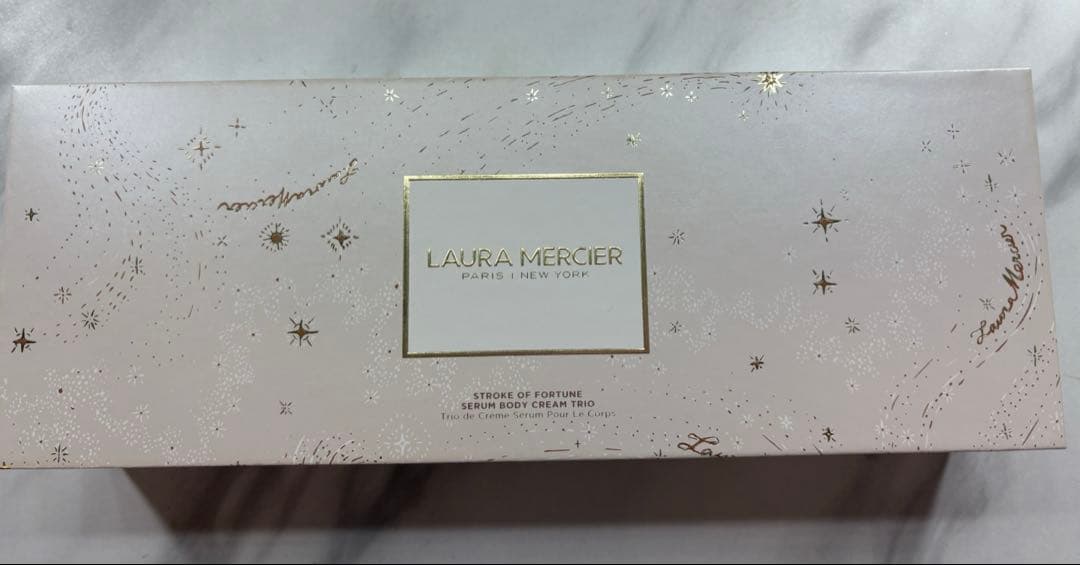 Laura Mercier
LAURA MERCIER
PARIS | NEW YORK
Laura Mercier
STROKE OF FORTUNE
SERUM BODY CREAM TRIO
Trio de Crème Sérum Pour Le Corps